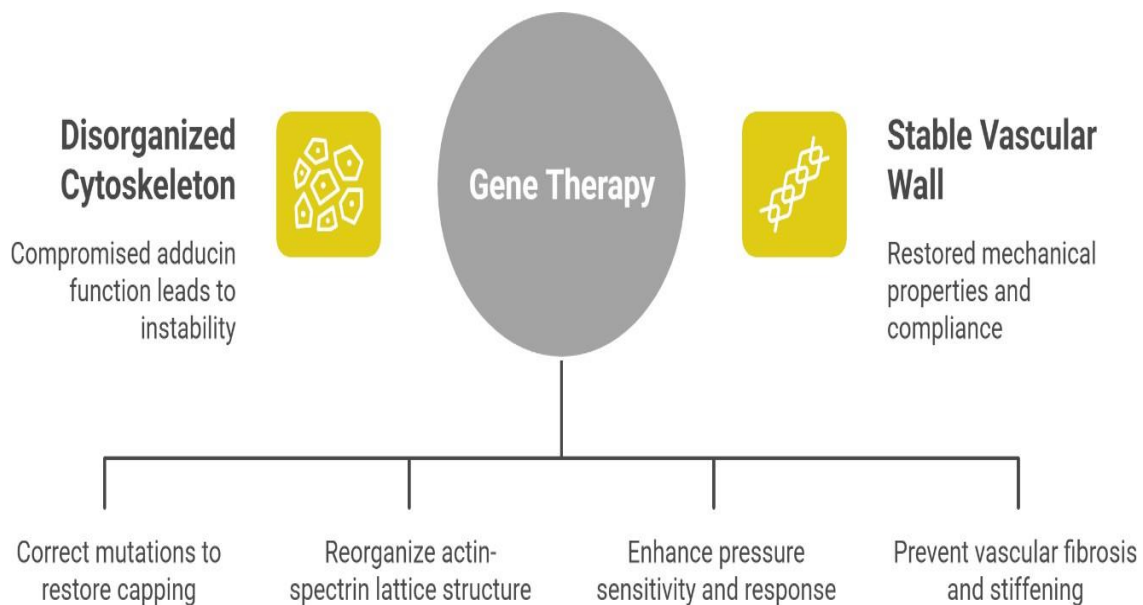 Disorganized
Cytoskeleton
Compromised adducin
function leads to
instability
Gene Therapy
Stable Vascular
Wall
Restored mechanical
properties and
compliance
Correct mutations to
restore capping
Reorganize actin-
spectrin lattice structure
Enhance pressure
sensitivity and response
Prevent vascular fibrosis
and stiffening